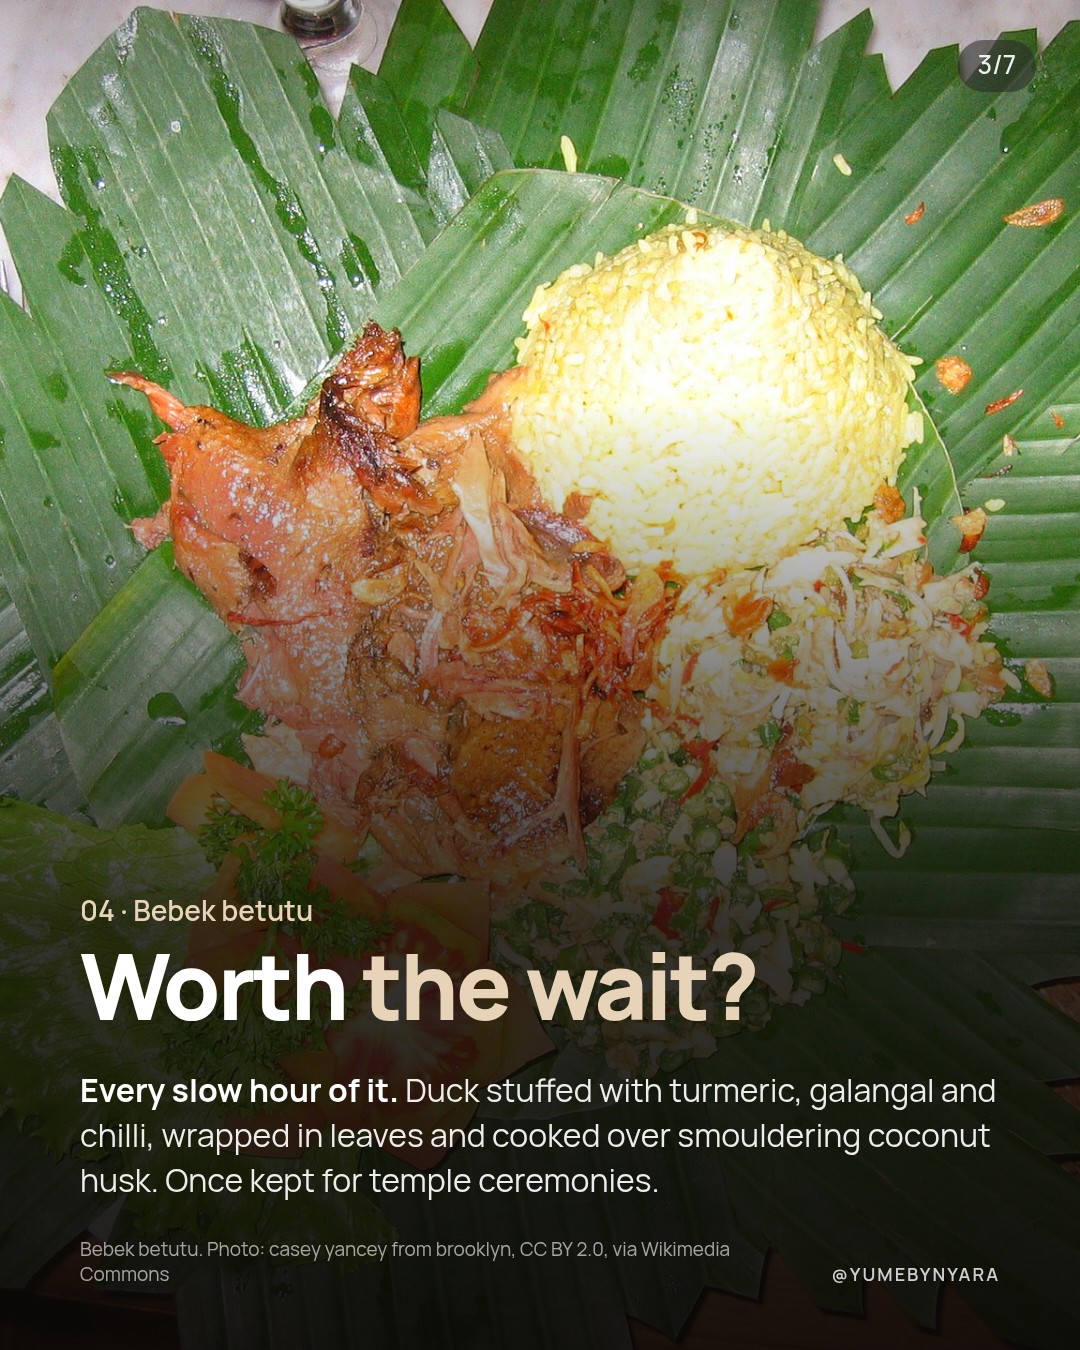 3/7
04 · Bebek betutu
Worth the wait?
Every slow hour of it. Duck stuffed with turmeric, galangal and
chilli, wrapped in leaves and cooked over smouldering coconut
husk. Once kept for temple ceremonies.
Bebek betutu. Photo: casey yancey from brooklyn, CC BY 2.0, via Wikimedia
Commons
@YUMEBYNYARA